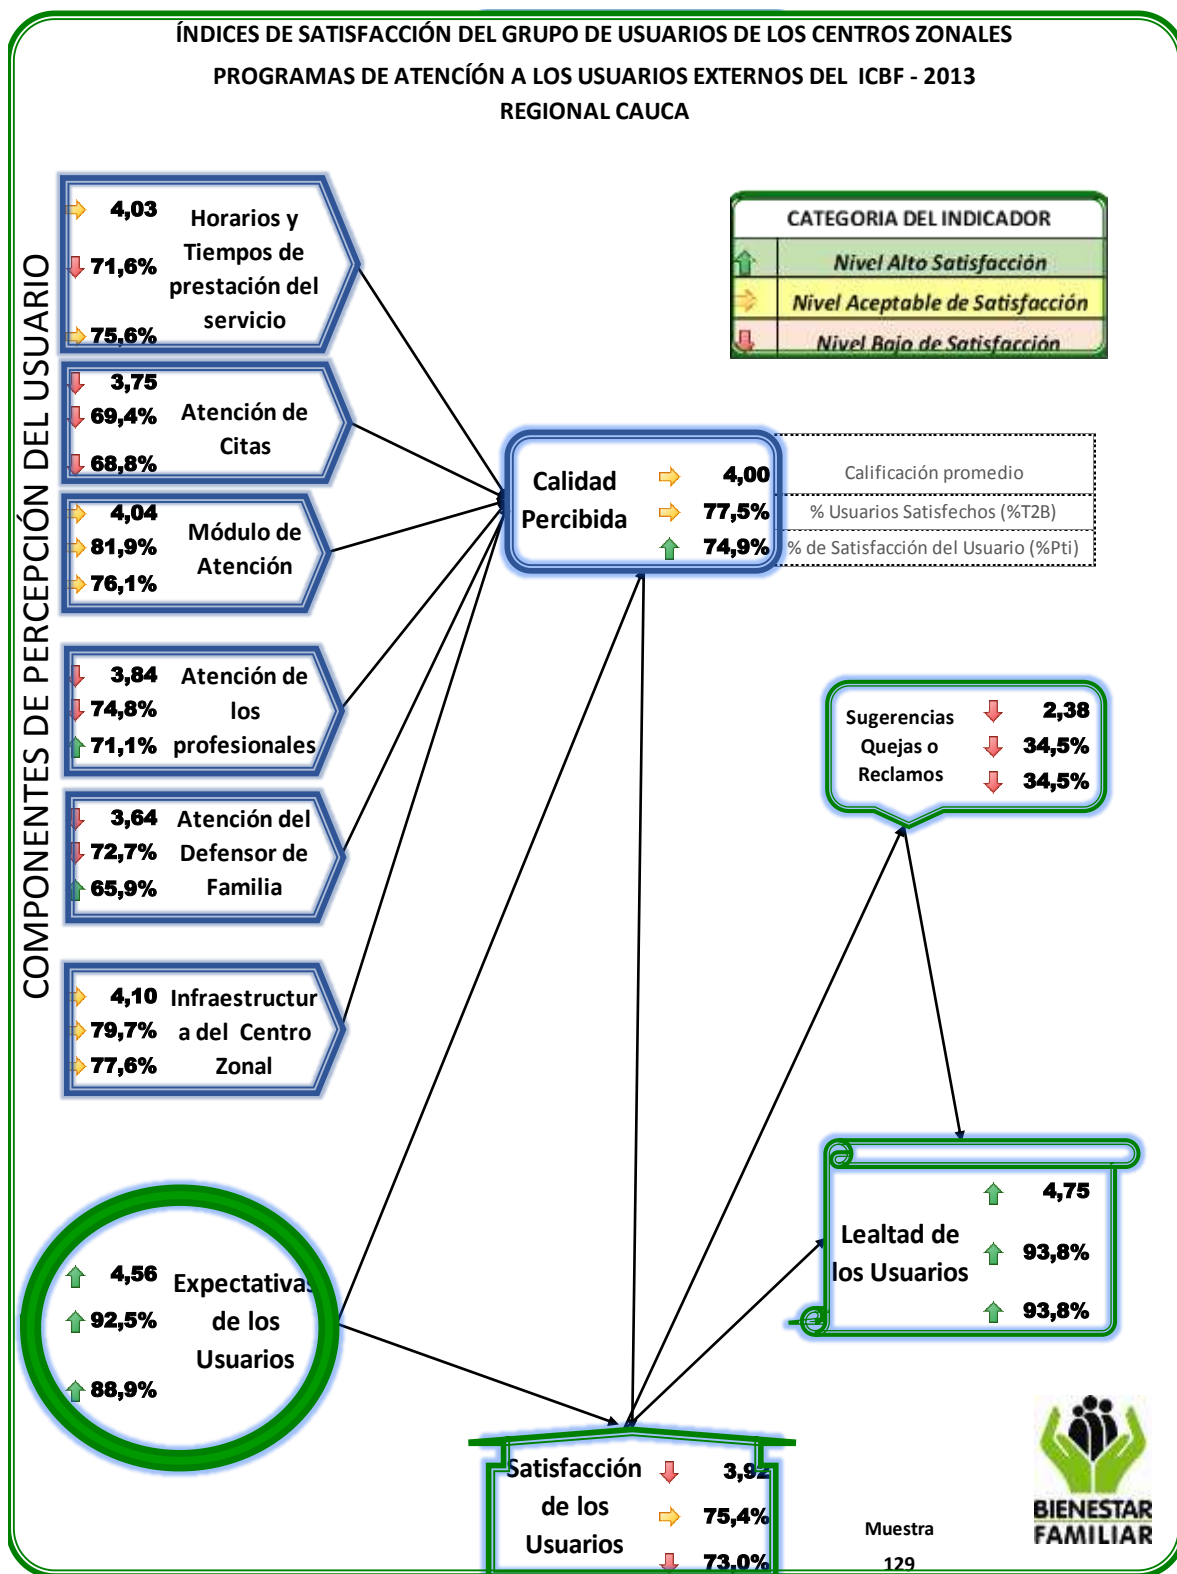 ÍNDICES DE SATISFACCIÓN DEL GRUPO DE USUARIOS DE LOS CENTROS ZONALES
PROGRAMAS DE ATENCÍÓN A LOS USUARIOS EXTERNOS DEL ICBF - 2013
REGIONAL CAUCA
COMPONENTES DE PERCEPCIÓN DEL USUARIO
4,03
71,6%
75,6%
Horarios y
Tiempos de
prestación del
servicio
CATEGORIA DEL INDICADOR
Nivel Alto Satisfacción
Nivel Aceptable de Satisfacción
Nivel Bajo de Satisfacción
3,75
69,4%
68,8%
Atención de
Citas
4,04
81,9%
76,1%
Módulo de
Atención
Calidad
Percibida
4,00
77,5%
74,9%
Calificación promedio
% Usuarios Satisfechos (%T2B)
% de Satisfacción del Usuario (%Pti)
3,84
74,8%
71,1%
Atención de
los
profesionales
Sugerencias
Quejas o
Reclamos
2,38
34,5%
34,5%
3,64
72,7%
65,9%
Atención del
Defensor de
Familia
4,10
79,7%
77,6%
Infraestructur
a del Centro
Zonal
Lealtad de
los Usuarios
4,75
93,8%
93,8%
4,56
92,5%
88,9%
Expectativas
de los
Usuarios
Satisfacción
de los
Usuarios
3,92
75,4%
73,0%
Muestra
129
BIENESTAR
FAMILIAR